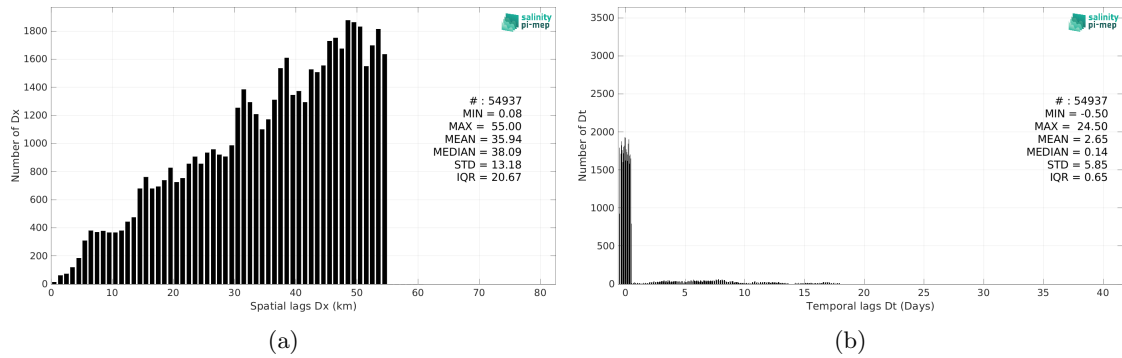 salinity
pi-mep
1800
1600
1400
1200
1000
800
600
400
200
0
Number of Dx
# : 54937
MIN = 0.08
MAX = 55.00
MEAN = 35.94
MEDIAN = 38.09
STD = 13.18
IQR = 20.67
0 10 20 30 40 50 60 70 80
Spatial lags Dx (km)
(a)
salinity
pi-mep
3500
3000
2500
2000
1500
1000
500
0
Number of Dt
# : 54937
MIN = -0.50
MAX = 24.50
MEAN = 2.65
MEDIAN = 0.14
STD = 5.85
IQR = 0.65
0 5 10 15 20 25 30 35 40
Temporal lags Dt (Days)
(b)